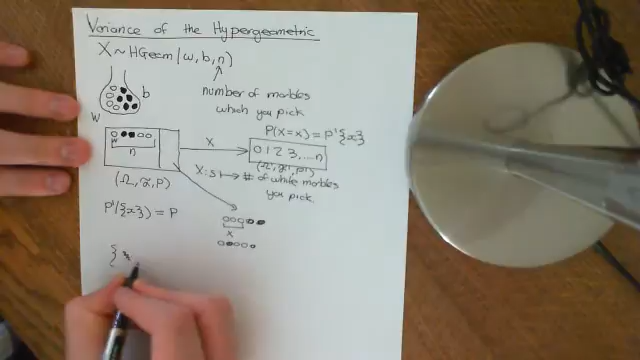 Variance of the Hypergeometric
X ~ HGeom (w, b, n)
number of marbles
which you pick
b
w
P(X=x) = P'{x}
w
n
X
0 1 2 3, ... n
X: s ↦ # of white marbles
you pick.
(Ω, F, P)
P'({x}) = P
x
{